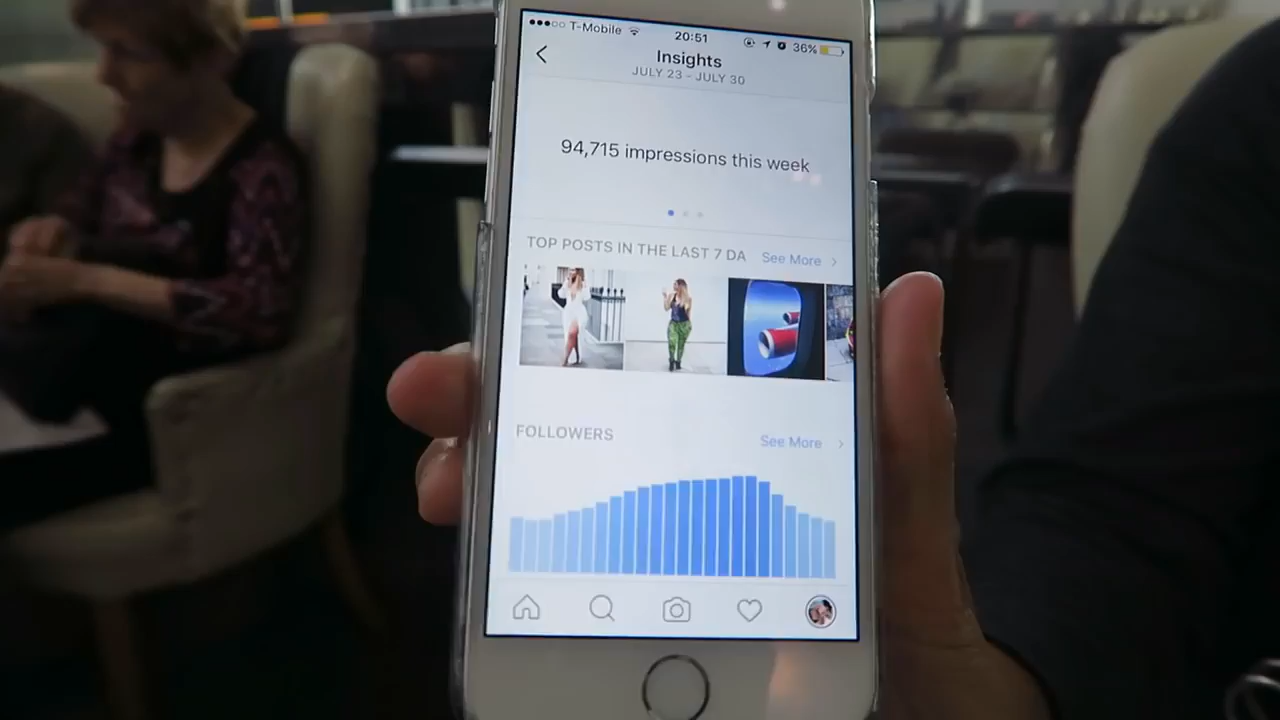 T-Mobile 20:51 36%
Insights
JULY 23 - JULY 30
94,715 impressions this week
TOP POSTS IN THE LAST 7 DA See More
FOLLOWERS See More